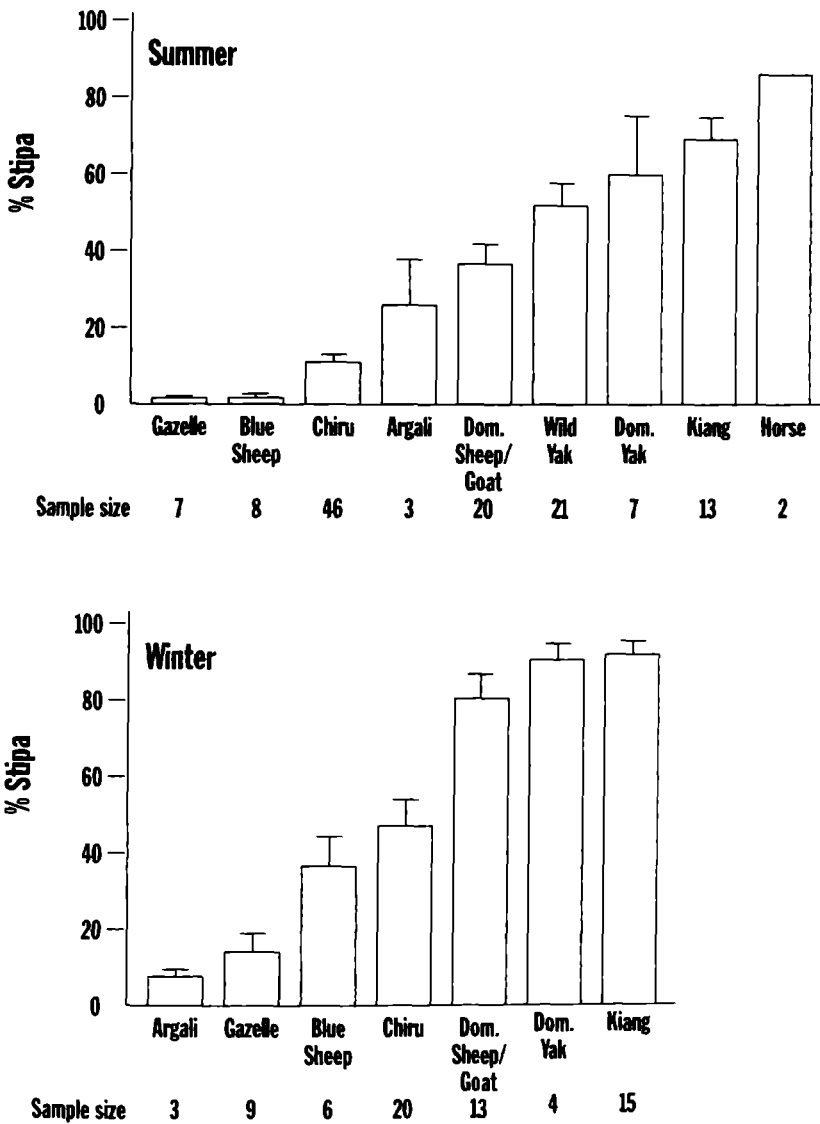 Summer
% Stipa
100
80
60
40
20
0
Gazelle Blue Sheep Chiru Argali Dom. Sheep/ Goat Wild Yak Dom. Yak Kiang Horse
Sample size 7 8 46 3 20 21 7 13 2
Winter
% Stipa
100
80
60
40
20
0
Argali Gazelle Blue Sheep Chiru Dom. Sheep/ Goat Dom. Yak Kiang
Sample size 3 9 6 20 13 4 15